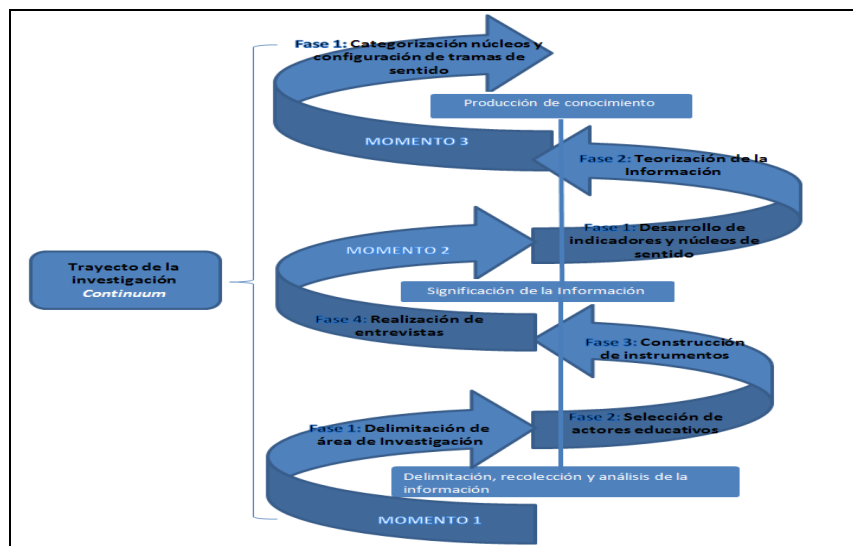 Fase 1: Categorización núcleos y
configuración de tramas de
sentido
Producción de conocimiento
MOMENTO 3
Fase 2: Teorización de la
Información
Fase 1: Desarrollo de
indicadores y núcleos de
sentido
MOMENTO 2
Trayecto de la
investigación
Continuum
Significación de la Información
Fase 4: Realización de
entrevistas
Fase 3: Construcción
de instrumentos
Fase 1: Delimitación de
área de Investigación
Fase 2: Selección de
actores educativos
Delimitación, recolección y análisis de la
información
MOMENTO 1